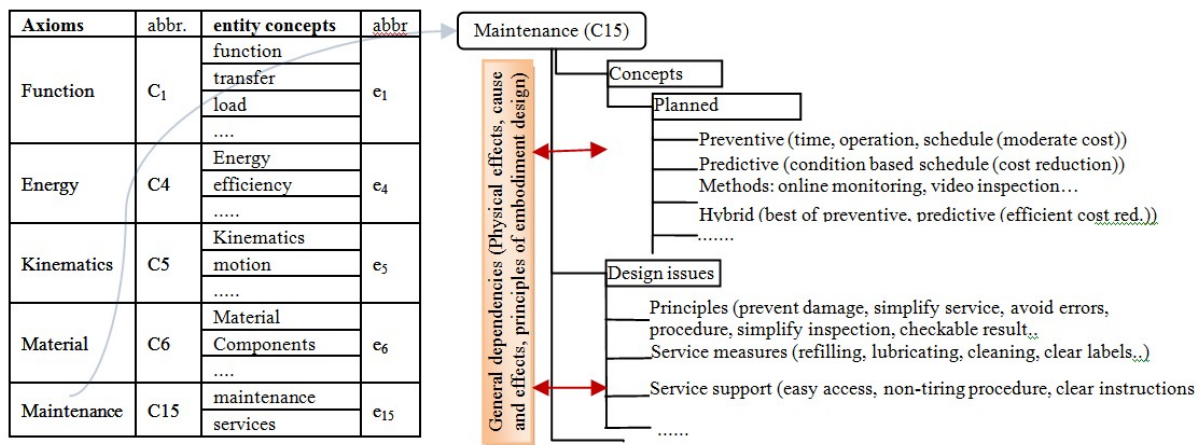 Axioms abbr. entity concepts abbr
Function C₁ function e₁
transfer
load
....
Energy C4 Energy e₄
efficiency
.....
Kinematics C5 Kinematics e₅
motion
.....
Material C6 Material e₆
Components
....
Maintenance C15 maintenance e₁₅
services
Maintenance (C15)
General dependencies (Physical effects, cause
and effects, principles of embodiment design)
Concepts
Planned
Preventive (time, operation, schedule (moderate cost))
Predictive (condition based schedule (cost reduction))
Methods: online monitoring, video inspection…
Hybrid (best of preventive, predictive (efficient cost red.))
.......
Design issues
Principles (prevent damage, simplify service, avoid errors,
procedure, simplify inspection, checkable result..
Service measures (refilling, lubricating, cleaning, clear labels..)
Service support (easy access, non-tiring procedure, clear instructions
......